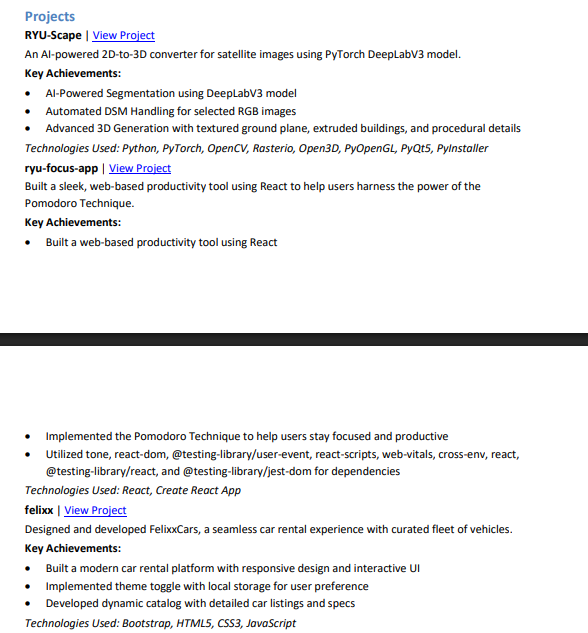 Projects
RYU-Scape | View Project
An AI-powered 2D-to-3D converter for satellite images using PyTorch DeepLabV3 model.
Key Achievements:
• AI-Powered Segmentation using DeepLabV3 model
• Automated DSM Handling for selected RGB images
• Advanced 3D Generation with textured ground plane, extruded buildings, and procedural details
Technologies Used: Python, PyTorch, OpenCV, Rasterio, Open3D, PyOpenGL, PyQt5, PyInstaller
ryu-focus-app | View Project
Built a sleek, web-based productivity tool using React to help users harness the power of the
Pomodoro Technique.
Key Achievements:
• Built a web-based productivity tool using React
• Implemented the Pomodoro Technique to help users stay focused and productive
• Utilized tone, react-dom, @testing-library/user-event, react-scripts, web-vitals, cross-env, react,
@testing-library/react, and @testing-library/jest-dom for dependencies
Technologies Used: React, Create React App
felixx | View Project
Designed and developed FelixxCars, a seamless car rental experience with curated fleet of vehicles.
Key Achievements:
• Built a modern car rental platform with responsive design and interactive UI
• Implemented theme toggle with local storage for user preference
• Developed dynamic catalog with detailed car listings and specs
Technologies Used: Bootstrap, HTML5, CSS3, JavaScript